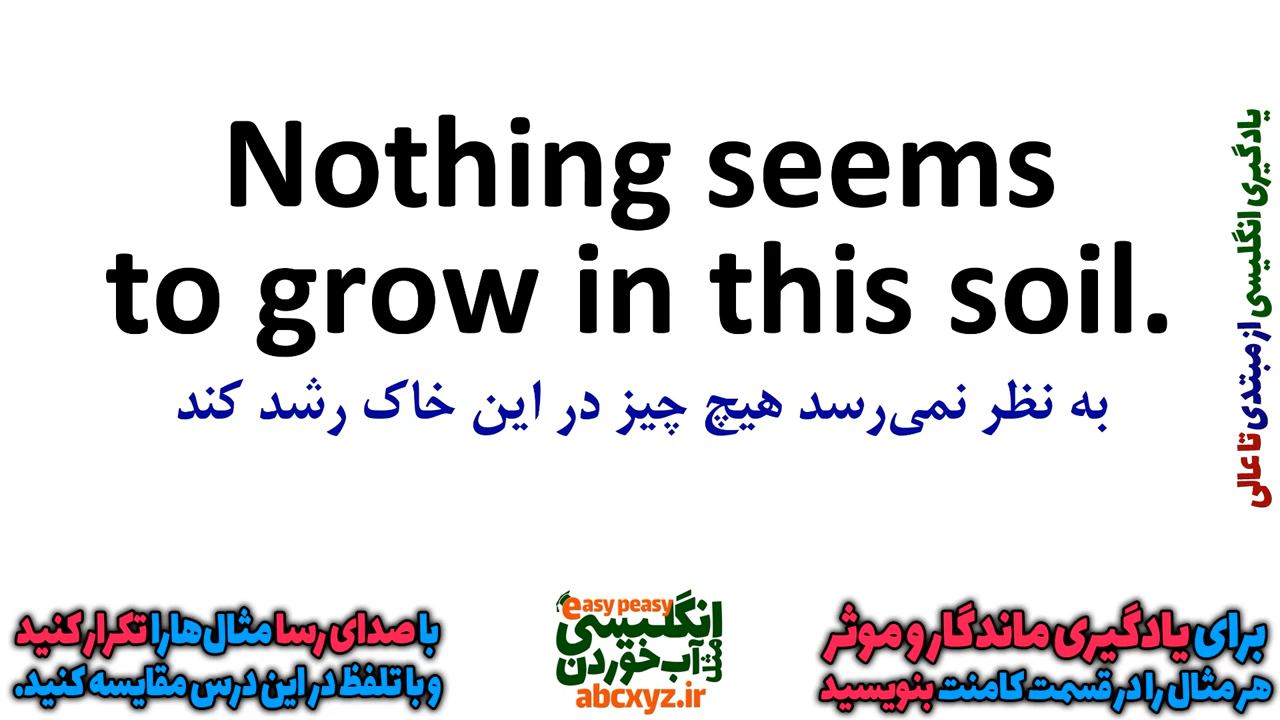 Nothing seems
to grow in this soil.
به نظر نمی‌رسد هیچ چیز در این خاک رشد کند
یادگیری انگلیسی از مبتدی تا عالی
برای یادگیری ماندگار و موثر
هر مثال را در قسمت کامنت بنویسید
easy peasy
انگلیسی
مثل آب خوردن
abcxyz.ir
با صدای رسا مثال‌ها را تکرار کنید
و با تلفظ در این درس مقایسه کنید.